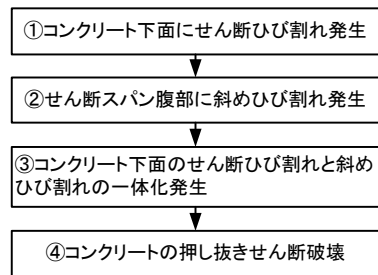 ①コンクリート下面にせん断ひび割れ発生
②せん断スパン腹部に斜めひび割れ発生
③コンクリート下面のせん断ひび割れと斜め
ひび割れの一体化発生
④コンクリートの押し抜きせん断破壊